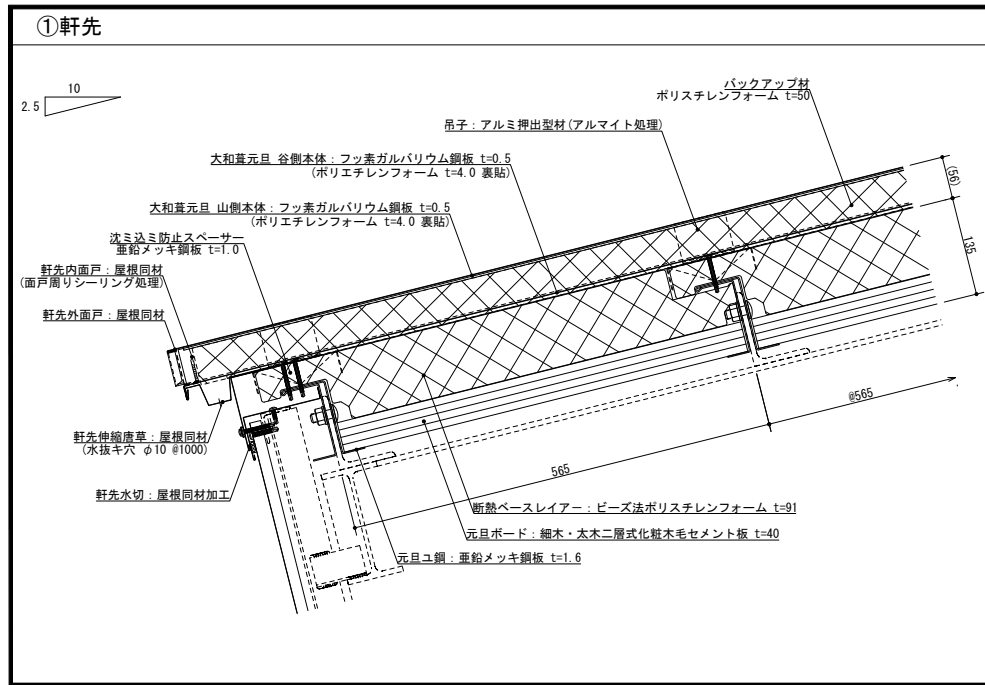 ①軒先
10
2.5
バックアップ材
ポリスチレンフォーム t=50
吊子：アルミ押出型材(アルマイト処理)
大和葺元旦 谷側本体：フッ素ガルバリウム鋼板 t=0.5
(ポリエチレンフォーム t=4.0 裏貼)
大和葺元旦 山側本体：フッ素ガルバリウム鋼板 t=0.5
(ポリエチレンフォーム t=4.0 裏貼)
沈ミ込ミ防止スペーサー
亜鉛メッキ鋼板 t=1.0
軒先内面戸：屋根同材
(面戸周りシーリング処理)
軒先外面戸：屋根同材
(56)
135
@565
565
軒先伸縮唐草：屋根同材
(水抜キ穴 φ10 @1000)
軒先水切：屋根同材加工
断熱ベースレイアー：ビーズ法ポリスチレンフォーム t=91
元旦ボード：細木・太木二層式化粧木毛セメント板 t=40
元旦ユ鋼：亜鉛メッキ鋼板 t=1.6